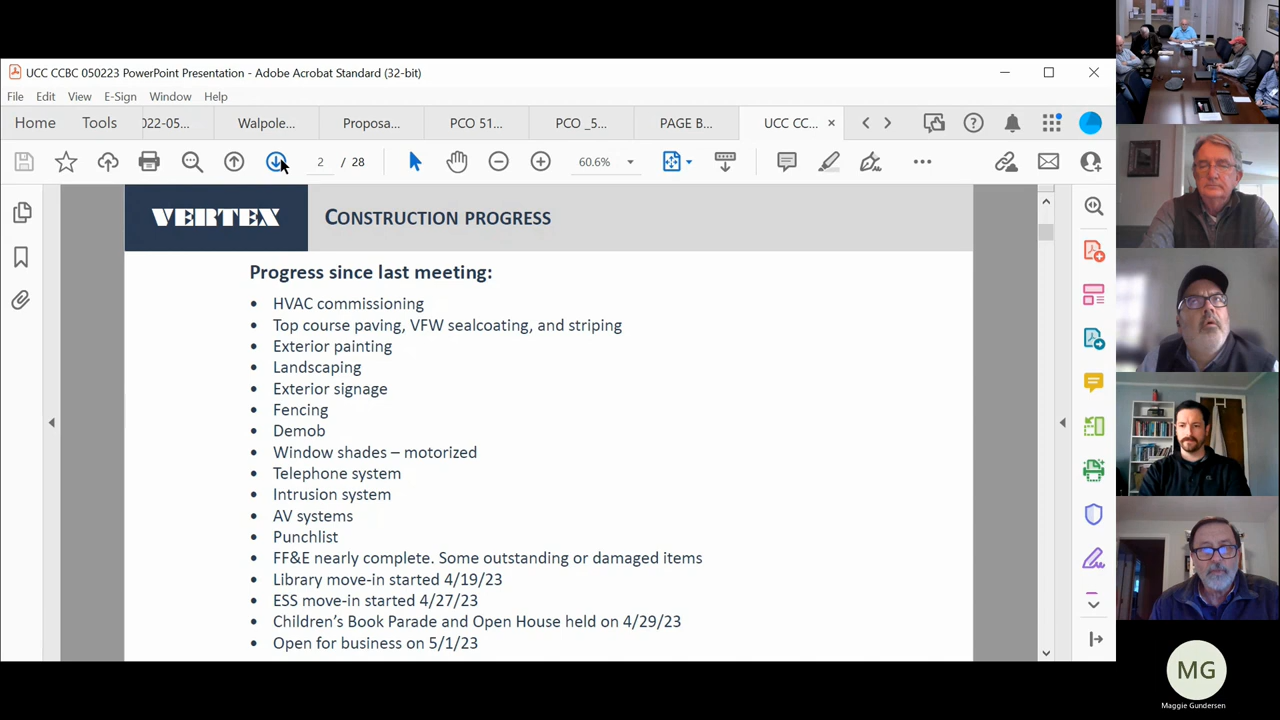 UCC CCBC 050223 PowerPoint Presentation - Adobe Acrobat Standard (32-bit)
File Edit View E-Sign Window Help
Home Tools 022-05... Walpole... Proposa... PCO 51... PCO _5... PAGE B... UCC CC...
2 / 28 60.6%
VERTEX CONSTRUCTION PROGRESS
Progress since last meeting:
• HVAC commissioning
• Top course paving, VFW sealcoating, and striping
• Exterior painting
• Landscaping
• Exterior signage
• Fencing
• Demob
• Window shades – motorized
• Telephone system
• Intrusion system
• AV systems
• Punchlist
• FF&E nearly complete. Some outstanding or damaged items
• Library move-in started 4/19/23
• ESS move-in started 4/27/23
• Children's Book Parade and Open House held on 4/29/23
• Open for business on 5/1/23
MG
Maggie Gundersen